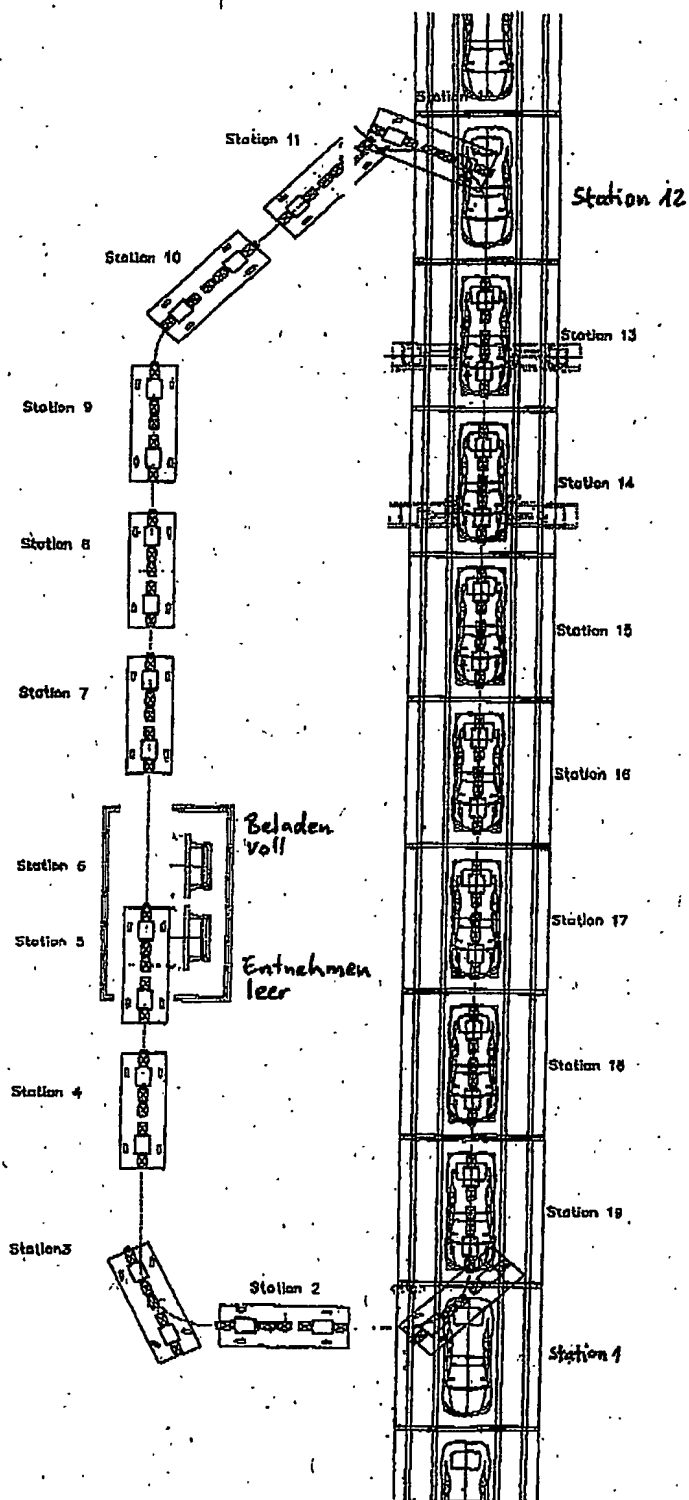 Station
Station 11
Station 12
Station 10
Station 13
Station 9
Station 14
Station 8
Station 15
Station 7
Station 16
Beladen
voll
Station 6
Station 17
Station 5
Entnehmen
leer
Station 18
Station 4
Station 19
Station3
Station 2
Station 1